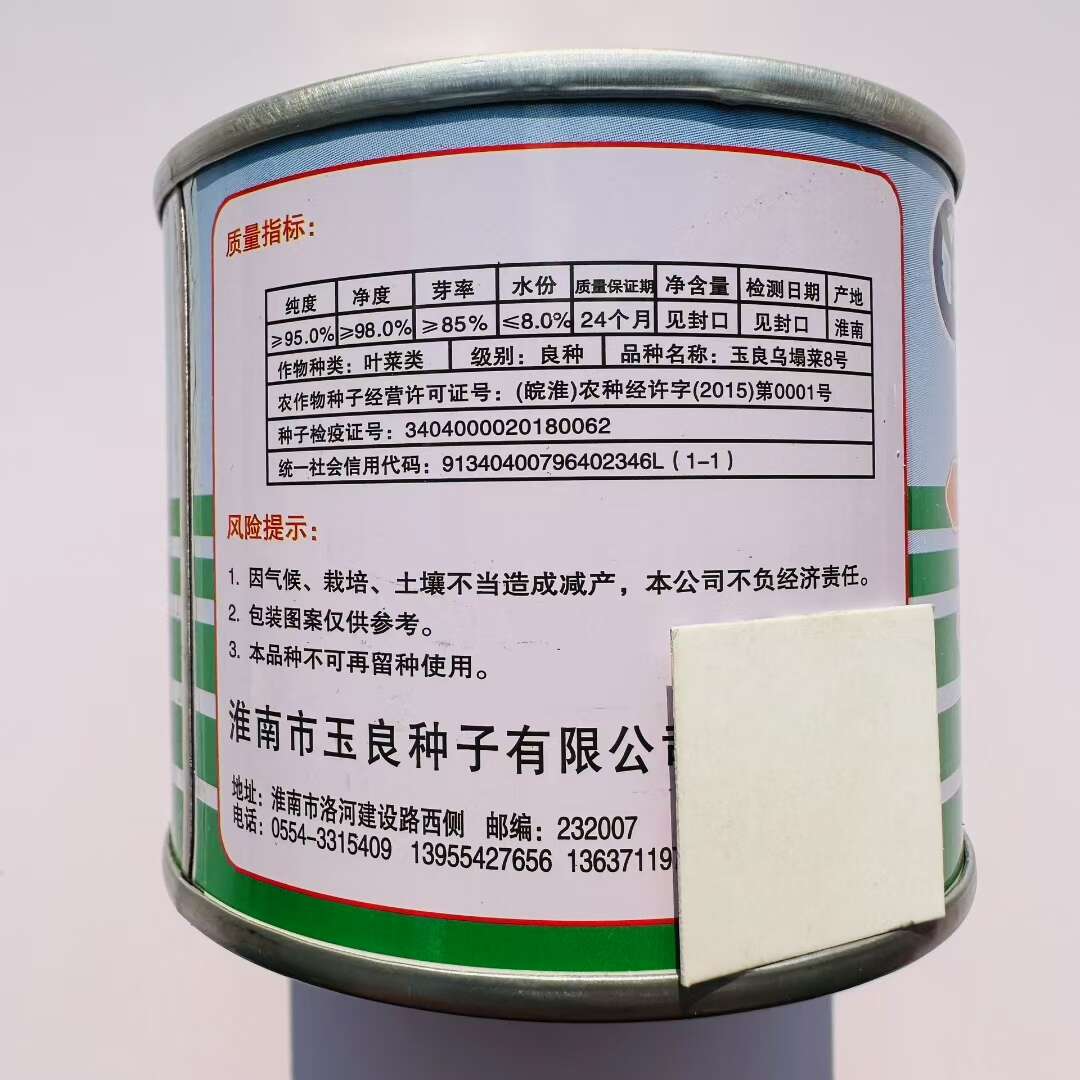 质量指标：
纯度 净度 芽率 水份 质量保证期 净含量 检测日期 产地
≥95.0% ≥98.0% ≥85% ≤8.0% 24个月 见封口 见封口 淮南
作物种类：叶菜类 级别：良种 品种名称：玉良乌塌菜8号
农作物种子经营许可证号：(皖淮)农种经许字(2015)第0001号
种子检疫证号：3404000020180062
统一社会信用代码：91340400796402346L（1-1）
风险提示：
1. 因气候、栽培、土壤不当造成减产，本公司不负经济责任。
2. 包装图案仅供参考。
3. 本品种不可再留种使用。
淮南市玉良种子有限公司
地址：淮南市洛河建设路西侧 邮编：232007
电话：0554-3315409 13955427656 136371197